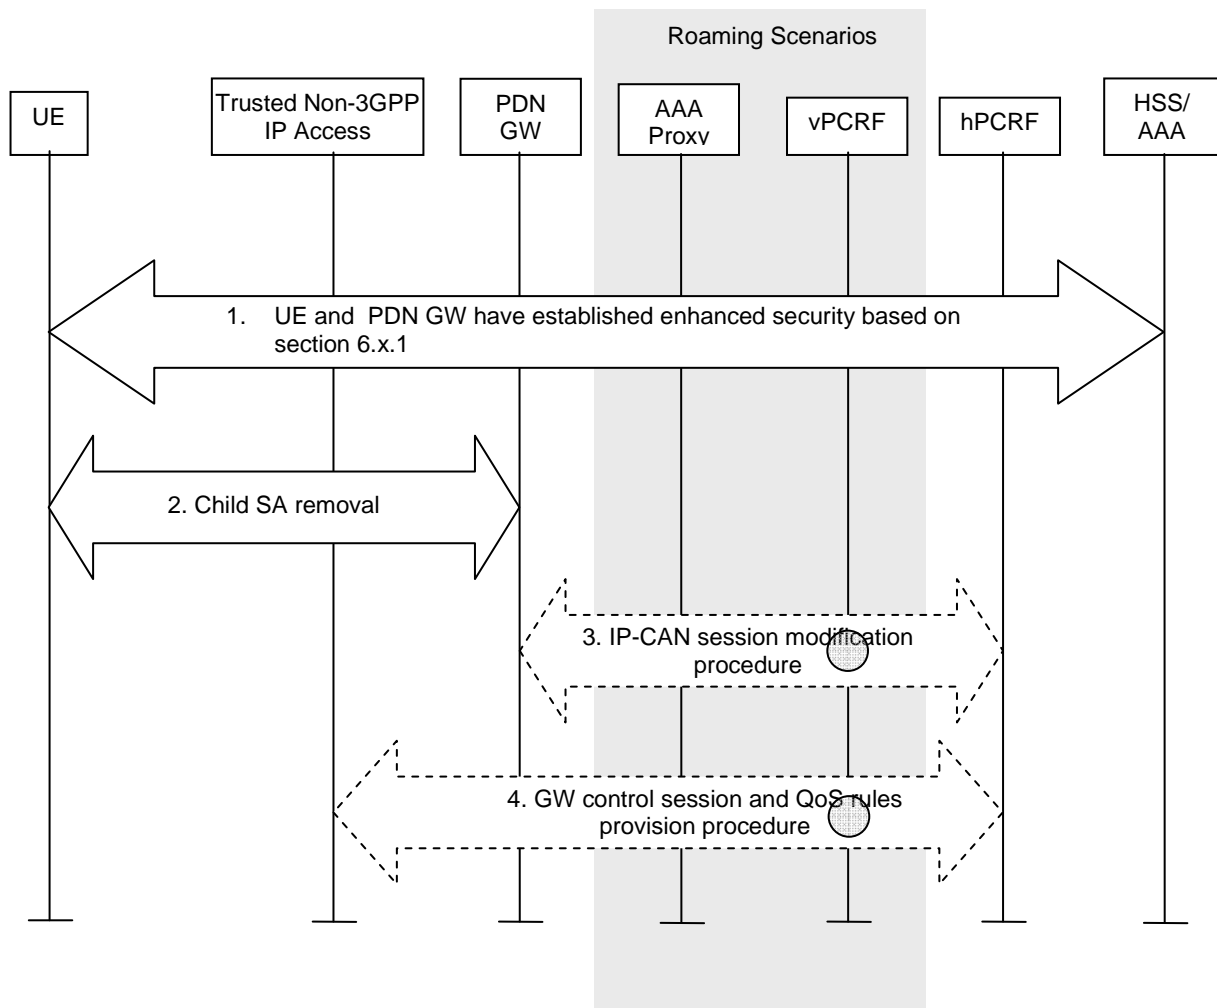 Roaming Scenarios
UE
Trusted Non-3GPP
IP Access
PDN
GW
AAA
Proxy
vPCRF
hPCRF
HSS/
AAA
1. UE and PDN GW have established enhanced security based on
section 6.x.1
2. Child SA removal
3. IP-CAN session modification
procedure
4. GW control session and QoS rules
provision procedure